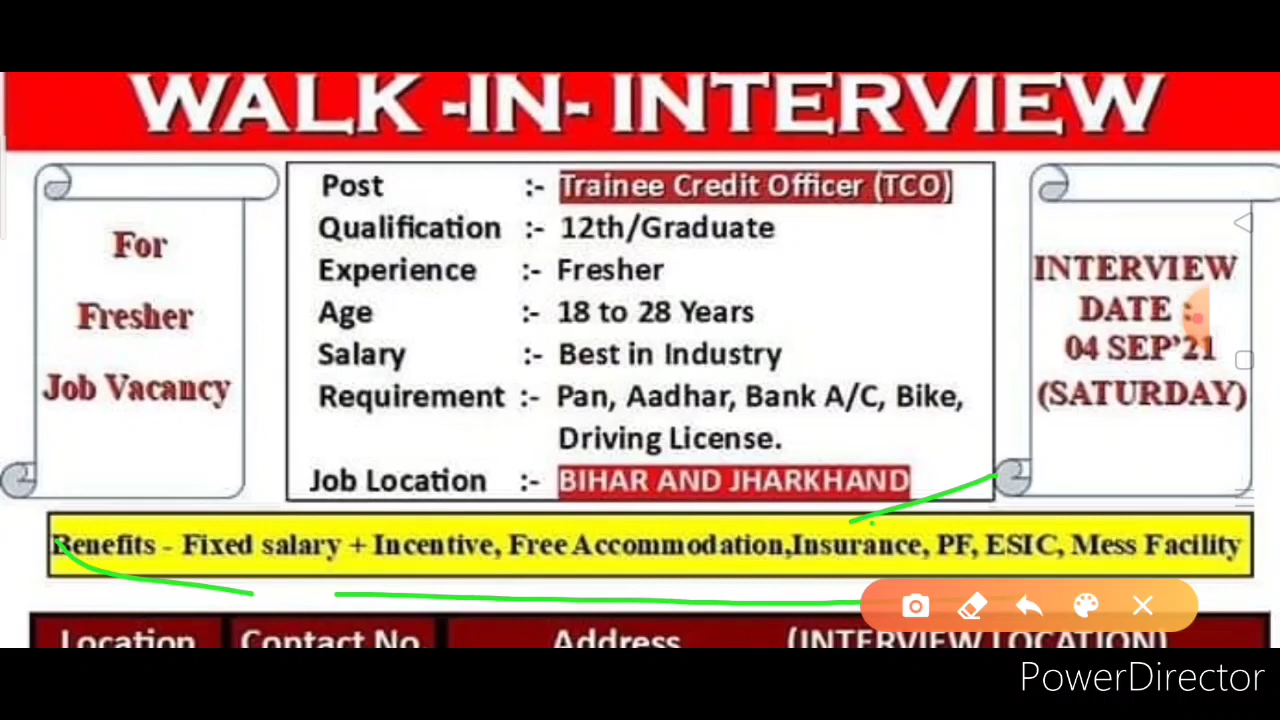 WALK -IN- INTERVIEW
For
Fresher
Job Vacancy
Post :- Trainee Credit Officer (TCO)
Qualification :- 12th/Graduate
Experience :- Fresher
Age :- 18 to 28 Years
Salary :- Best in Industry
Requirement :- Pan, Aadhar, Bank A/C, Bike,
Driving License.
Job Location :- BIHAR AND JHARKHAND
INTERVIEW
DATE :
04 SEP'21
(SATURDAY)
Benefits - Fixed salary + Incentive, Free Accommodation,Insurance, PF, ESIC, Mess Facility
Location Contact No. Address (INTERVIEW LOCATION)
PowerDirector